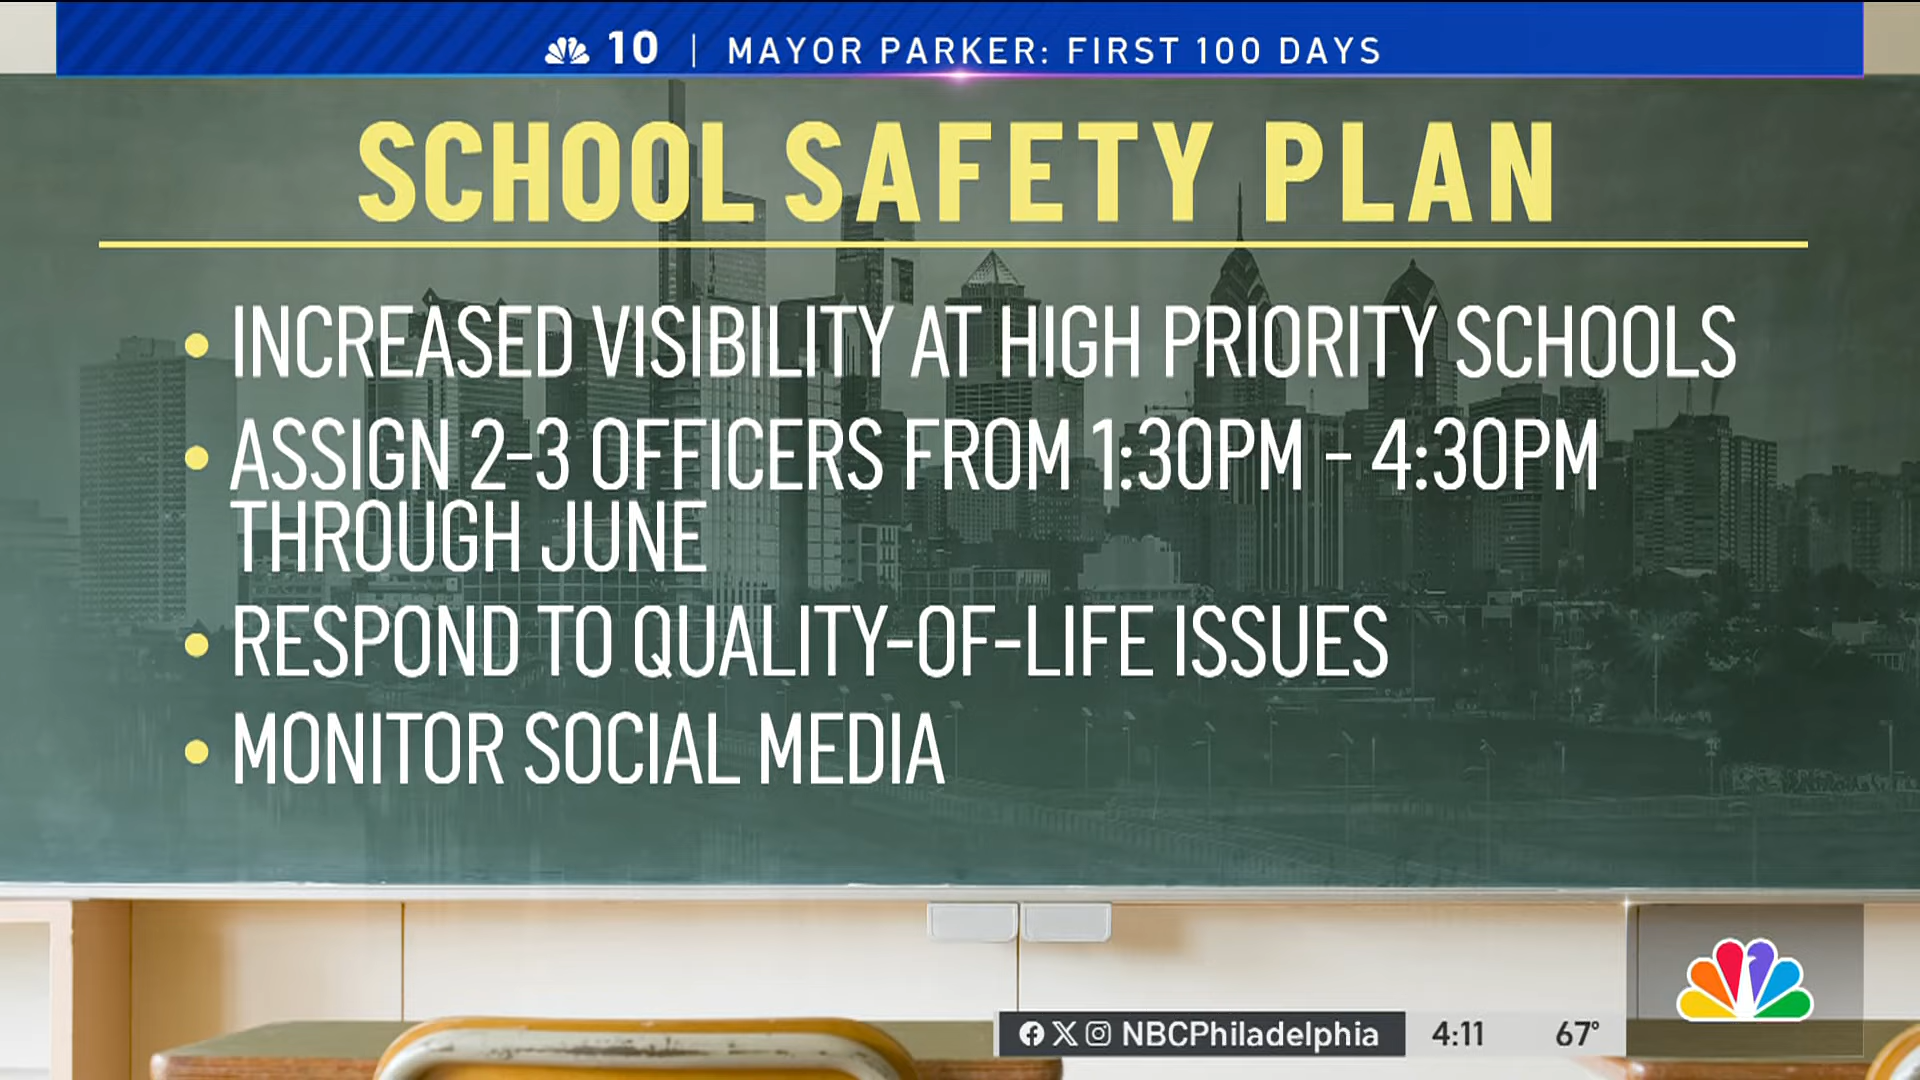 10 | MAYOR PARKER: FIRST 100 DAYS
SCHOOL SAFETY PLAN
• INCREASED VISIBILITY AT HIGH PRIORITY SCHOOLS
• ASSIGN 2-3 OFFICERS FROM 1:30PM - 4:30PM
THROUGH JUNE
• RESPOND TO QUALITY-OF-LIFE ISSUES
• MONITOR SOCIAL MEDIA
NBCPhiladelphia 4:11 67°